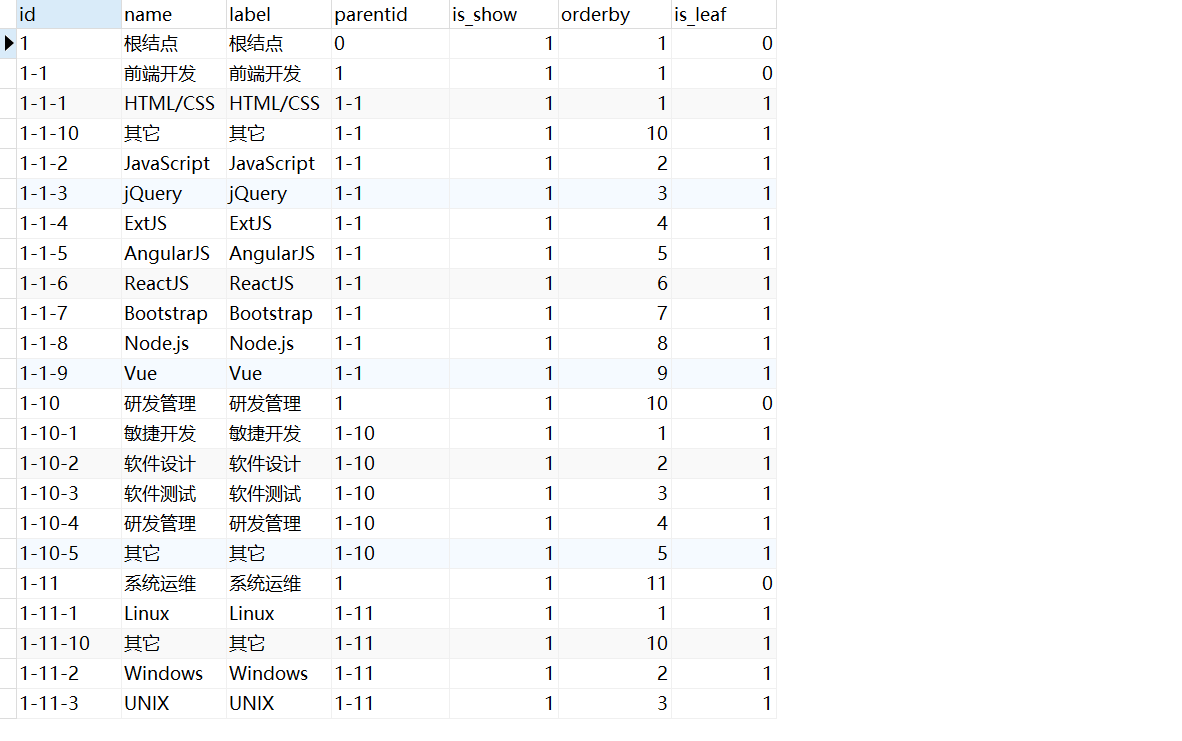 id name label parentid is_show orderby is_leaf
1 根结点 根结点 0 1 1 0
1-1 前端开发 前端开发 1 1 1 0
1-1-1 HTML/CSS HTML/CSS 1-1 1 1 1
1-1-10 其它 其它 1-1 1 10 1
1-1-2 JavaScript JavaScript 1-1 1 2 1
1-1-3 jQuery jQuery 1-1 1 3 1
1-1-4 ExtJS ExtJS 1-1 1 4 1
1-1-5 AngularJS AngularJS 1-1 1 5 1
1-1-6 ReactJS ReactJS 1-1 1 6 1
1-1-7 Bootstrap Bootstrap 1-1 1 7 1
1-1-8 Node.js Node.js 1-1 1 8 1
1-1-9 Vue Vue 1-1 1 9 1
1-10 研发管理 研发管理 1 1 10 0
1-10-1 敏捷开发 敏捷开发 1-10 1 1 1
1-10-2 软件设计 软件设计 1-10 1 2 1
1-10-3 软件测试 软件测试 1-10 1 3 1
1-10-4 研发管理 研发管理 1-10 1 4 1
1-10-5 其它 其它 1-10 1 5 1
1-11 系统运维 系统运维 1 1 11 0
1-11-1 Linux Linux 1-11 1 1 1
1-11-10 其它 其它 1-11 1 10 1
1-11-2 Windows Windows 1-11 1 2 1
1-11-3 UNIX UNIX 1-11 1 3 1